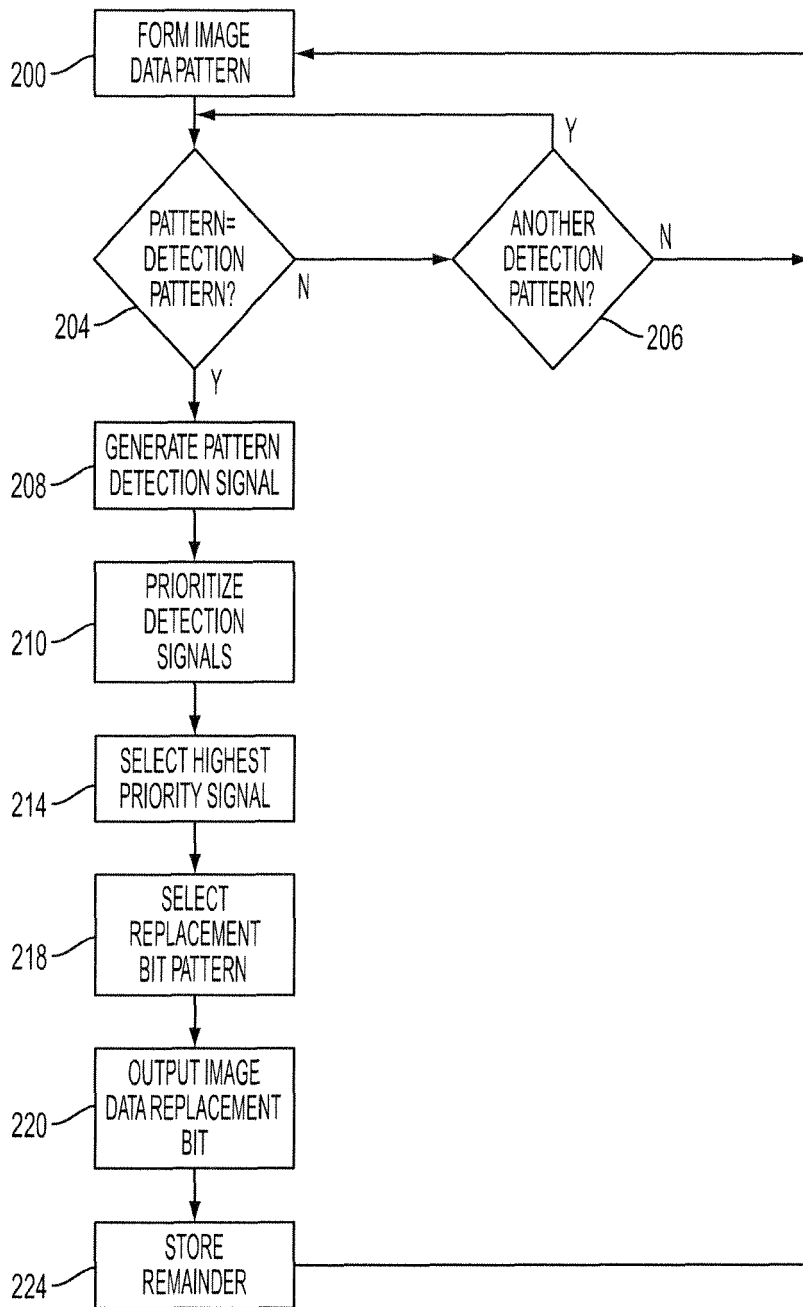 FORM IMAGE
DATA PATTERN
200
Y
PATTERN=
DETECTION
PATTERN?
N
204
ANOTHER
DETECTION
PATTERN?
N
206
Y
GENERATE PATTERN
DETECTION SIGNAL
208
PRIORITIZE
DETECTION
SIGNALS
210
SELECT HIGHEST
PRIORITY SIGNAL
214
SELECT
REPLACEMENT
BIT PATTERN
218
OUTPUT IMAGE
DATA REPLACEMENT
BIT
220
STORE
REMAINDER
224